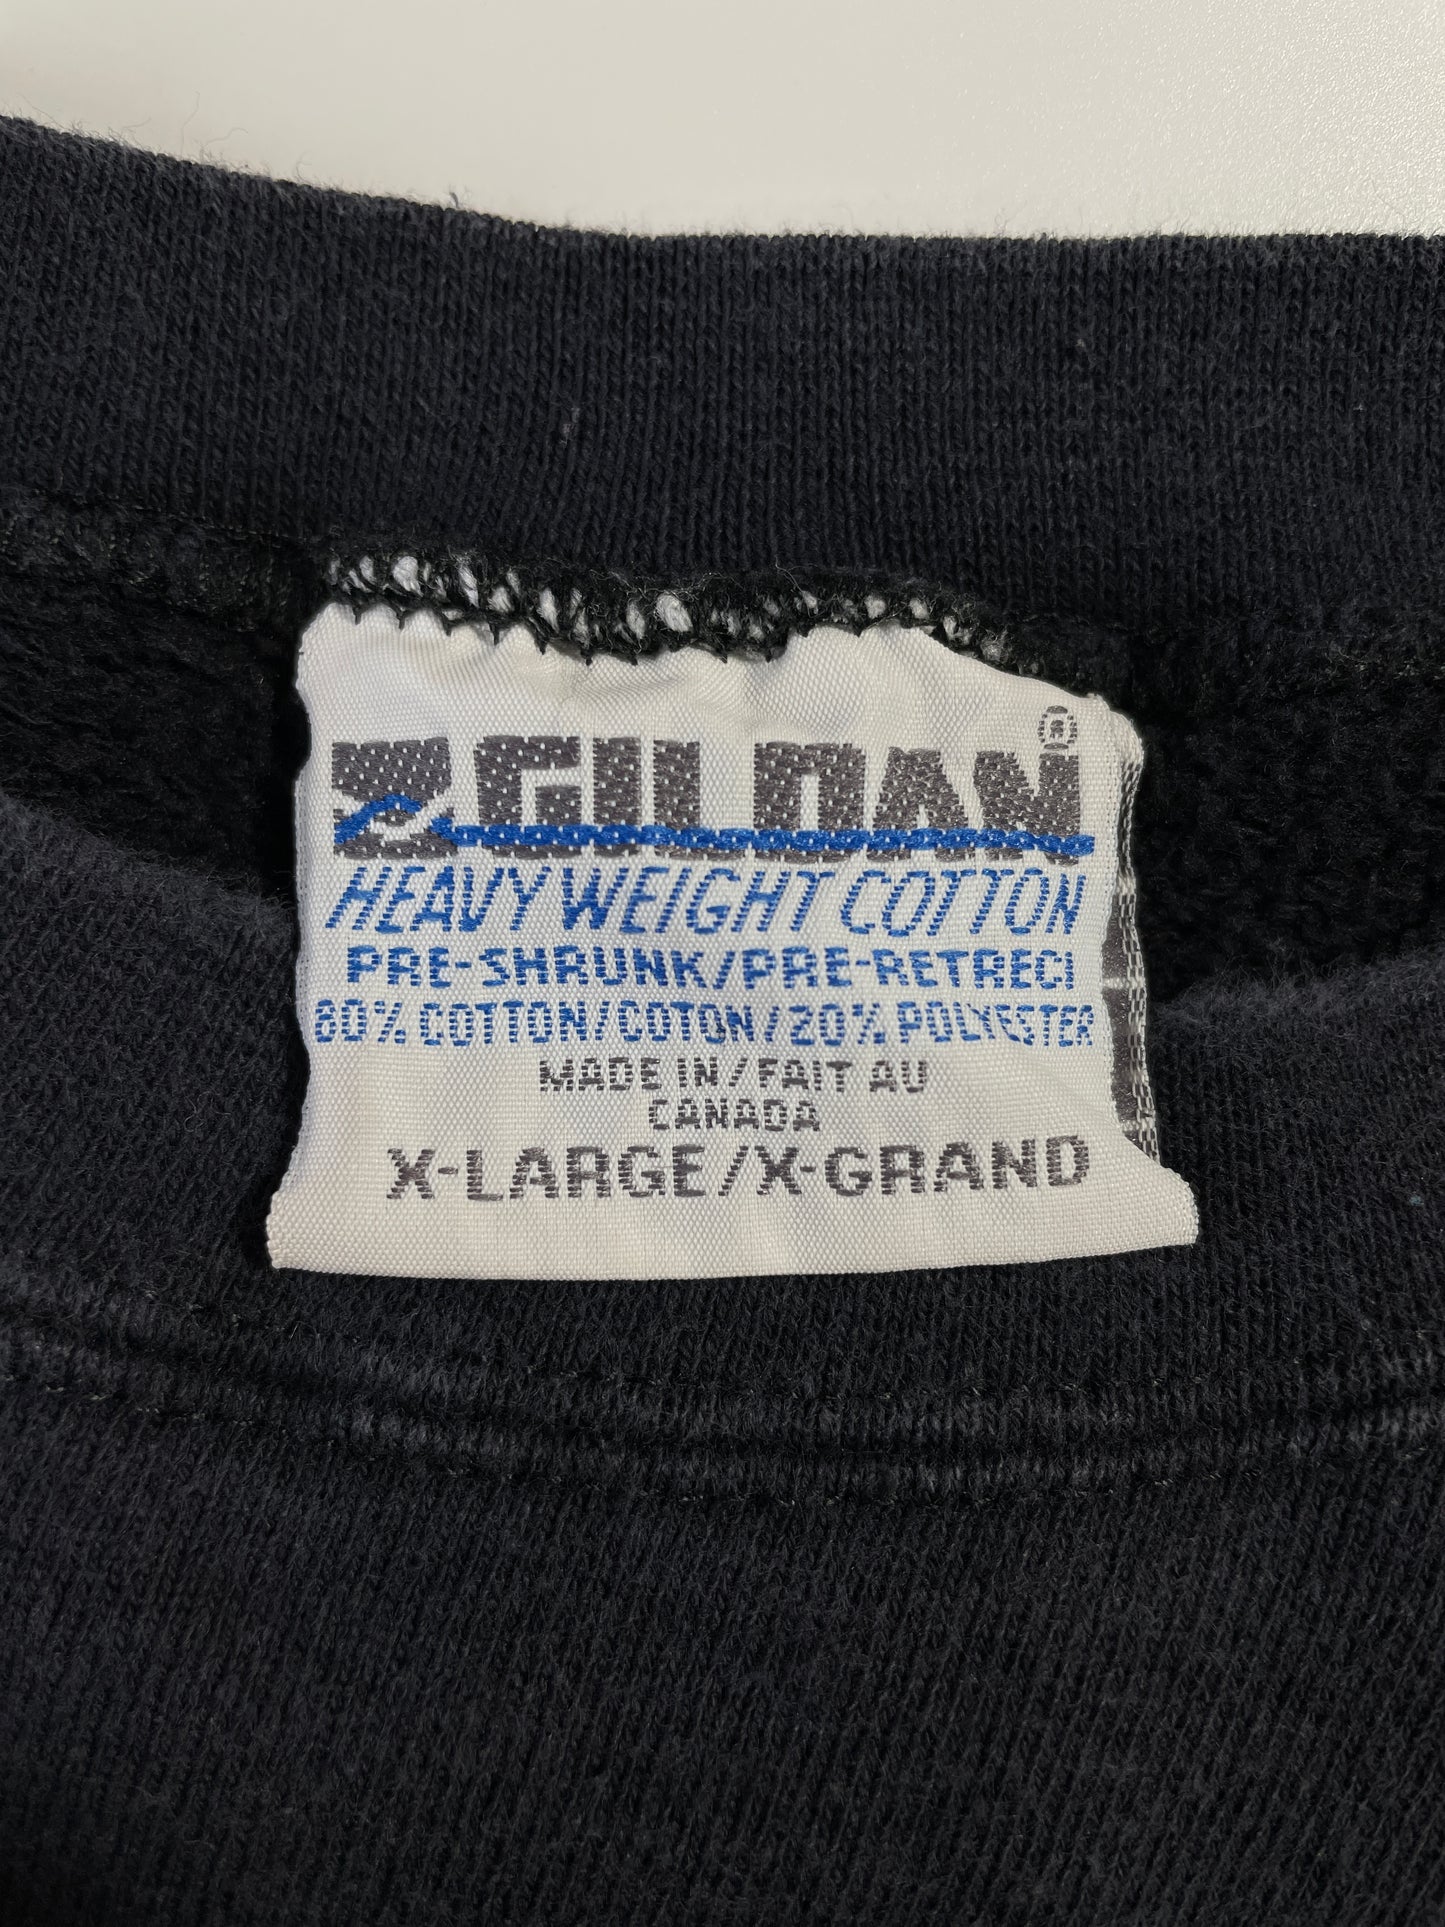 GILDAN®
HEAVY WEIGHT COTTON
PRE-SHRUNK/PRE-RETRECI
80% COTTON/COTON/20% POLYESTER
MADE IN/FAIT AU
CANADA
X-LARGE/X-GRAND